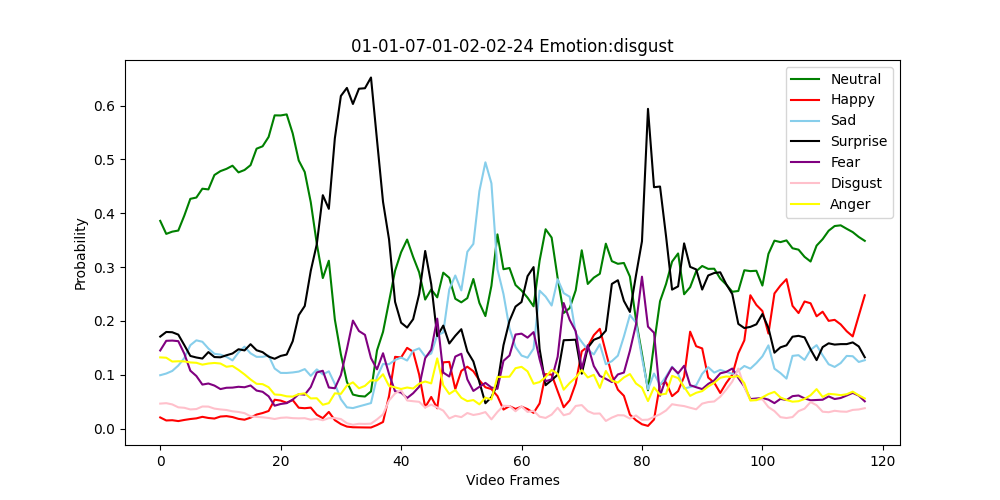 01-01-07-01-02-02-24 Emotion:disgust
Neutral
Happy
Sad
Surprise
Fear
Disgust
Anger
Probability
0.6
0.5
0.4
0.3
0.2
0.1
0.0
0 20 40 60 80 100 120
Video Frames